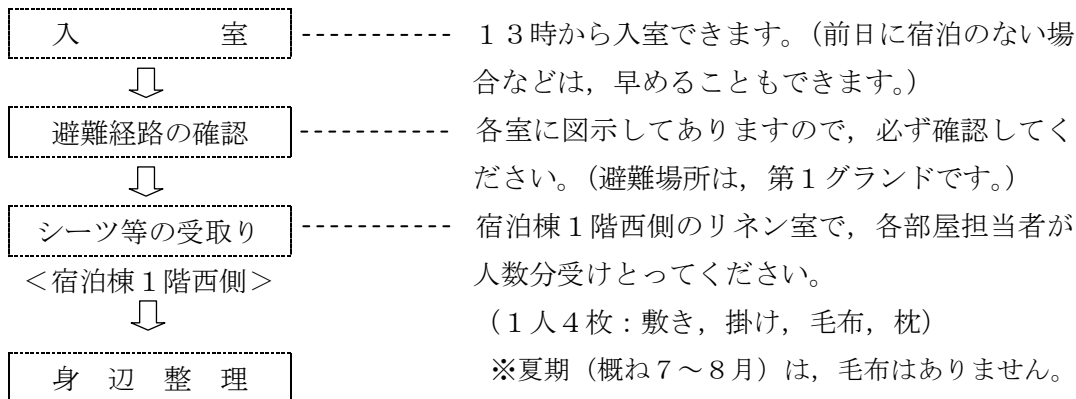 入　　　室 ----------- １３時から入室できます。（前日に宿泊のない場
合などは，早めることもできます。）
避難経路の確認 ----------- 各室に図示してありますので，必ず確認してく
ださい。（避難場所は，第１グランドです。）
シーツ等の受取り ----------- 宿泊棟１階西側のリネン室で，各部屋担当者が
＜宿泊棟１階西側＞ 人数分受けとってください。
（１人４枚：敷き，掛け，毛布，枕）
身　辺　整　理 ※夏期（概ね７～８月）は，毛布はありません。